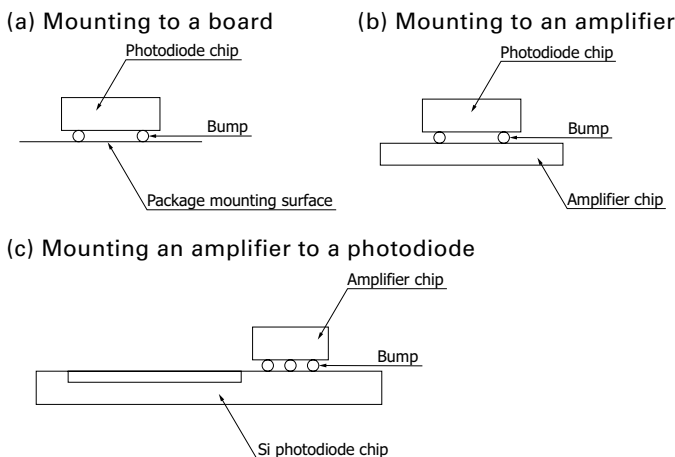 (a) Mounting to a board
Photodiode chip
Bump
Package mounting surface
(b) Mounting to an amplifier
Photodiode chip
Bump
Amplifier chip
(c) Mounting an amplifier to a photodiode
Amplifier chip
Bump
Si photodiode chip